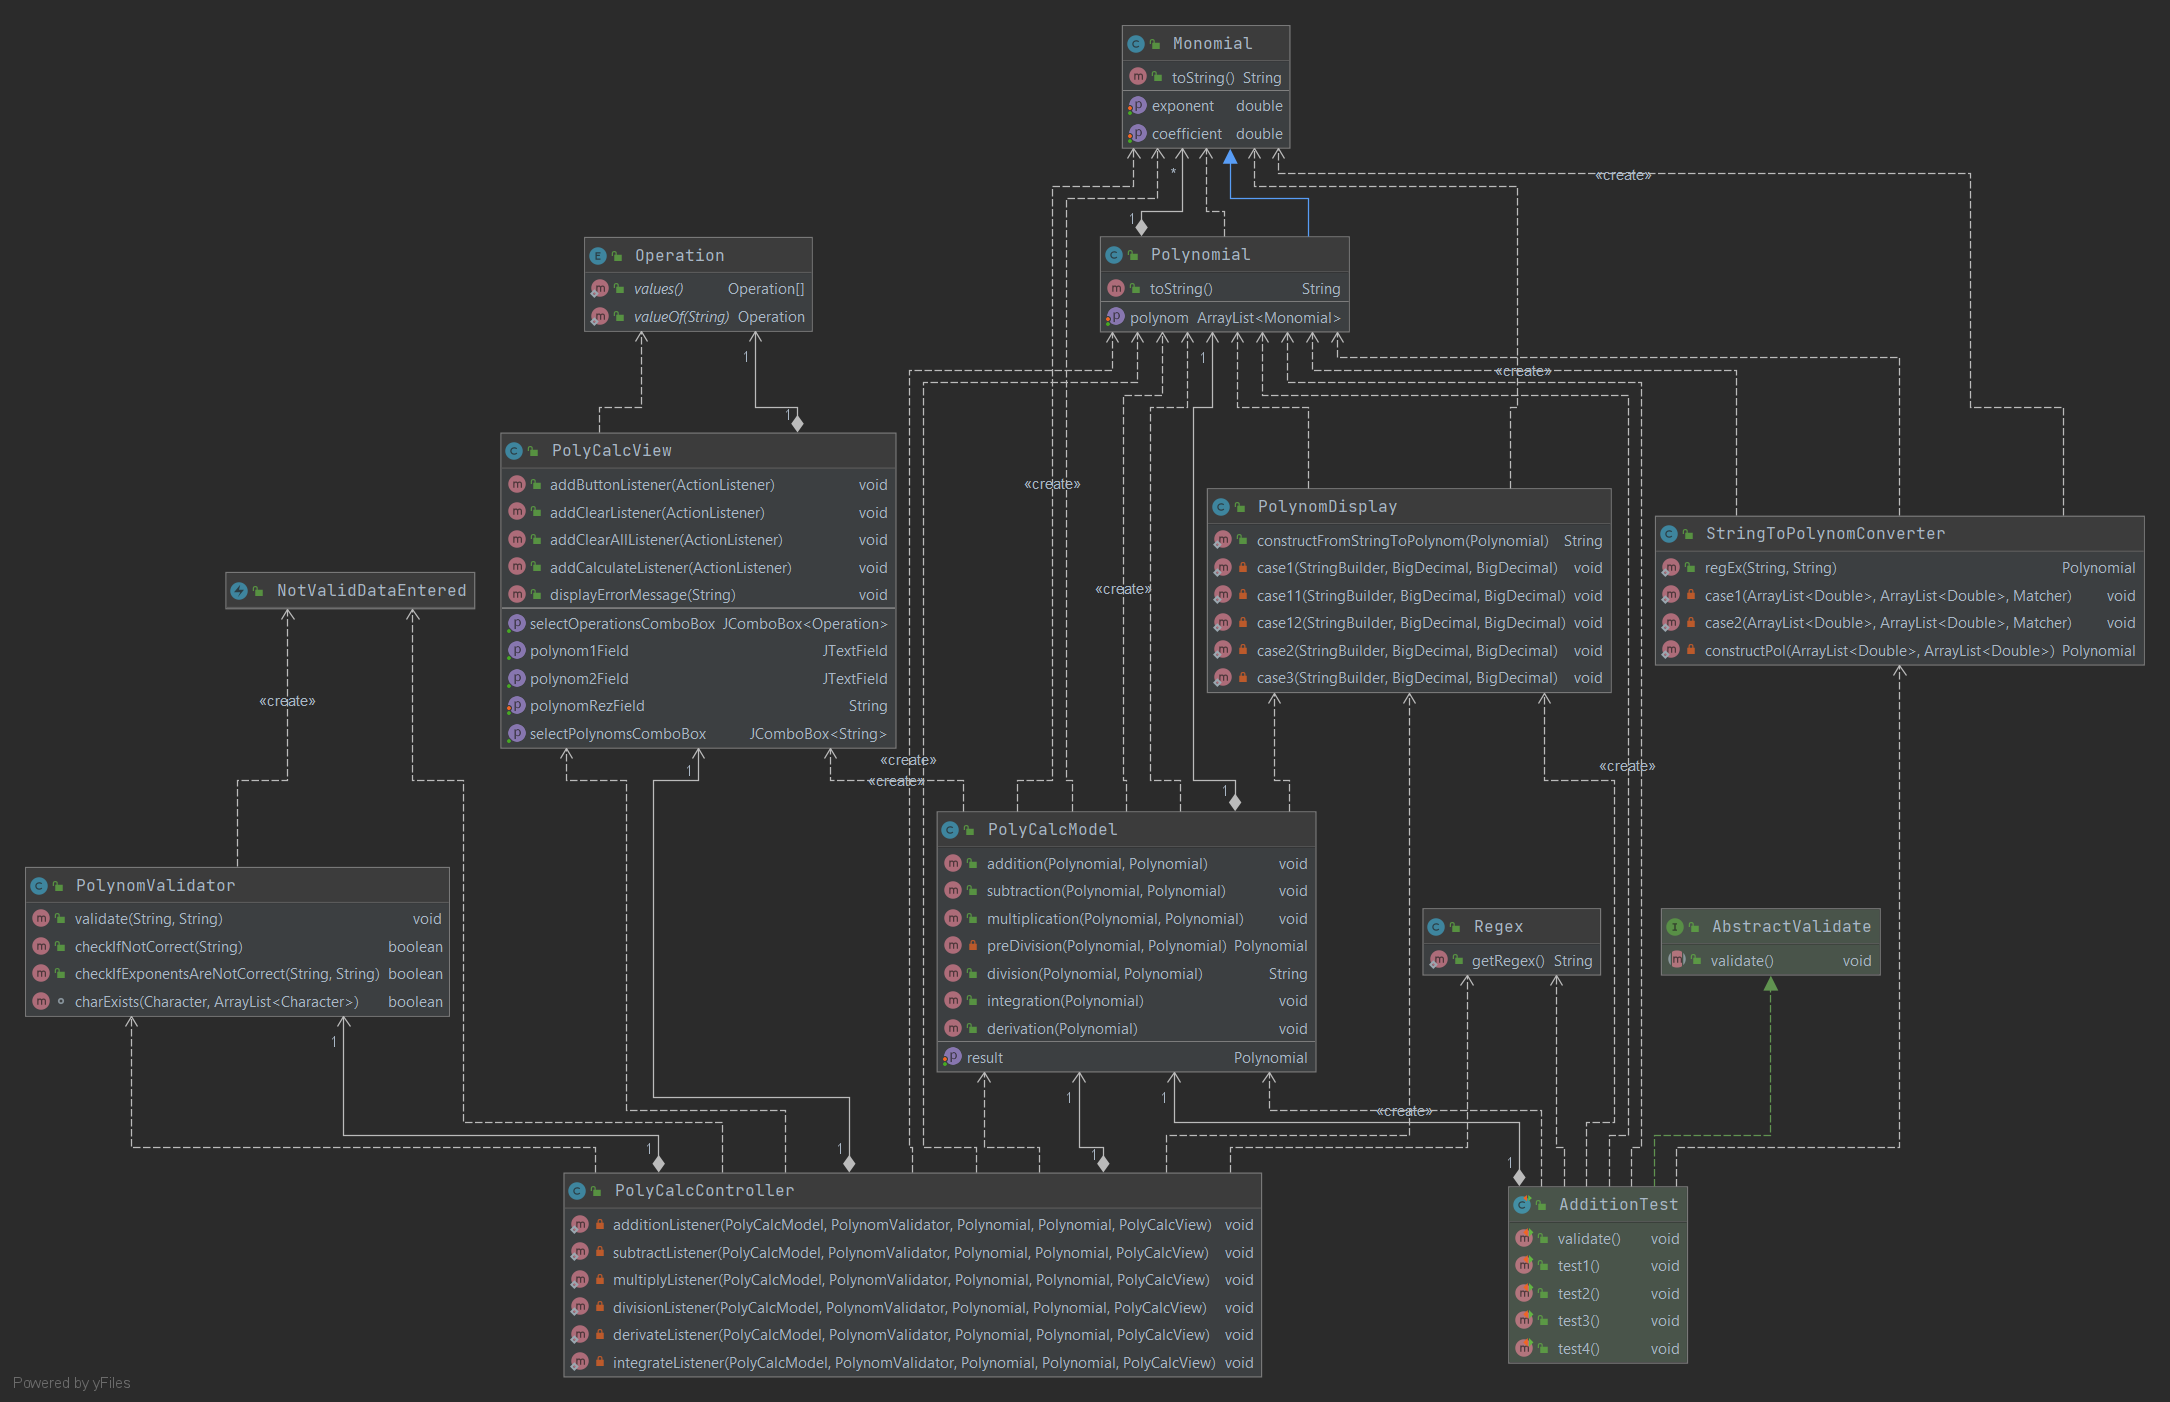 Monomial
toString() String
exponent double
coefficient double
«create»
*
1
Operation
values() Operation[]
valueOf(String) Operation
1
1
Polynomial
toString() String
polynom ArrayList<Monomial>
1
«create»
PolyCalcView
addButtonListener(ActionListener) void
addClearListener(ActionListener) void
addClearAllListener(ActionListener) void
addCalculateListener(ActionListener) void
displayErrorMessage(String) void
selectOperationsComboBox JComboBox<Operation>
polynom1Field JTextField
polynom2Field JTextField
polynomRezField String
selectPolynomsComboBox JComboBox<String>
«create»
«create»
PolynomDisplay
constructFromStringToPolynom(Polynomial) String
case1(StringBuilder, BigDecimal, BigDecimal) void
case11(StringBuilder, BigDecimal, BigDecimal) void
case12(StringBuilder, BigDecimal, BigDecimal) void
case2(StringBuilder, BigDecimal, BigDecimal) void
case3(StringBuilder, BigDecimal, BigDecimal) void
StringToPolynomConverter
regEx(String, String) Polynomial
case1(ArrayList<Double>, ArrayList<Double>, Matcher) void
case2(ArrayList<Double>, ArrayList<Double>, Matcher) void
constructPol(ArrayList<Double>, ArrayList<Double>) Polynomial
NotValidDataEntered
«create»
«create»
«create»
«create»
1
1
PolyCalcModel
addition(Polynomial, Polynomial) void
subtraction(Polynomial, Polynomial) void
multiplication(Polynomial, Polynomial) void
preDivision(Polynomial, Polynomial) Polynomial
division(Polynomial, Polynomial) String
integration(Polynomial) void
derivation(Polynomial) void
result Polynomial
PolynomValidator
validate(String, String) void
checkIfNotCorrect(String) boolean
checkIfExponentsAreNotCorrect(String, String) boolean
charExists(Character, ArrayList<Character>) boolean
Regex
getRegex() String
AbstractValidate
validate() void
1
1
1
«create»
1
1
1
1
PolyCalcController
additionListener(PolyCalcModel, PolynomValidator, Polynomial, Polynomial, PolyCalcView) void
subtractListener(PolyCalcModel, PolynomValidator, Polynomial, Polynomial, PolyCalcView) void
multiplyListener(PolyCalcModel, PolynomValidator, Polynomial, Polynomial, PolyCalcView) void
divisionListener(PolyCalcModel, PolynomValidator, Polynomial, Polynomial, PolyCalcView) void
derivateListener(PolyCalcModel, PolynomValidator, Polynomial, Polynomial, PolyCalcView) void
integrateListener(PolyCalcModel, PolynomValidator, Polynomial, Polynomial, PolyCalcView) void
AdditionTest
validate() void
test1() void
test2() void
test3() void
test4() void
Powered by yFiles